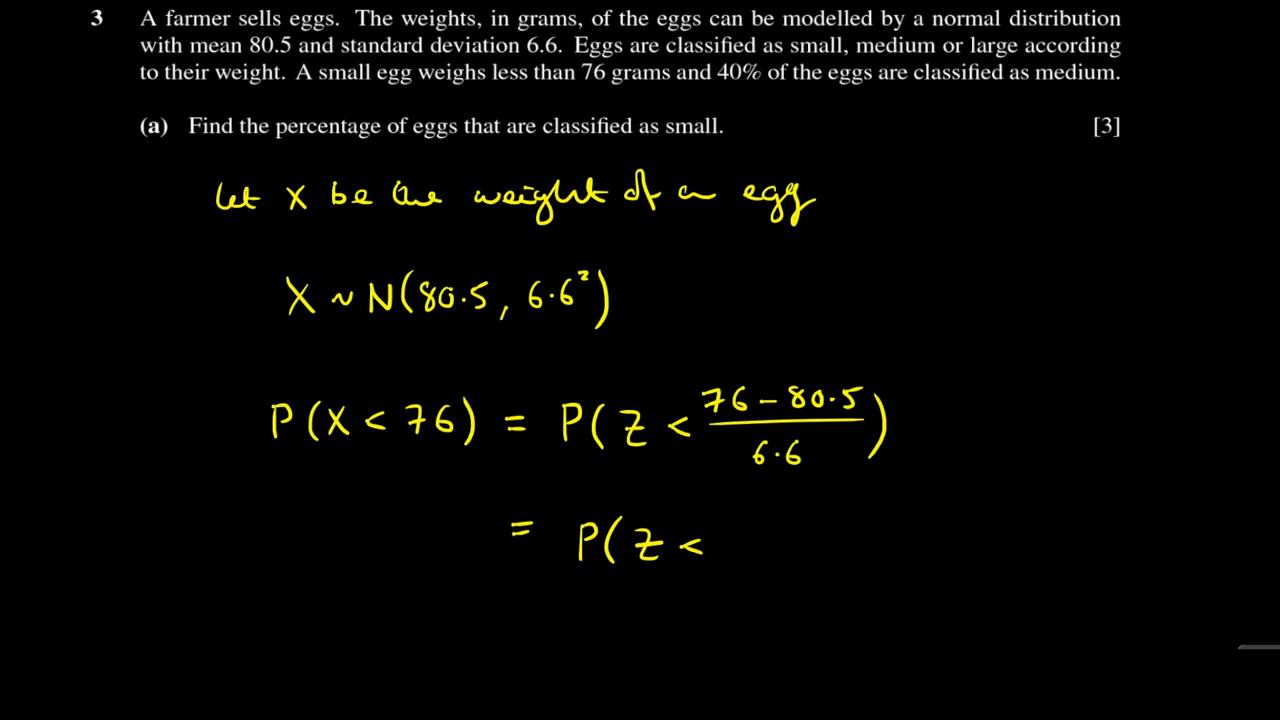 3 A farmer sells eggs. The weights, in grams, of the eggs can be modelled by a normal distribution
with mean 80.5 and standard deviation 6.6. Eggs are classified as small, medium or large according
to their weight. A small egg weighs less than 76 grams and 40% of the eggs are classified as medium.
(a) Find the percentage of eggs that are classified as small. [3]
Let X be the weight of an egg
X ~ N(80.5, 6.6²)
P(X < 76) = P(Z < (76 - 80.5)/6.6)
= P(Z <